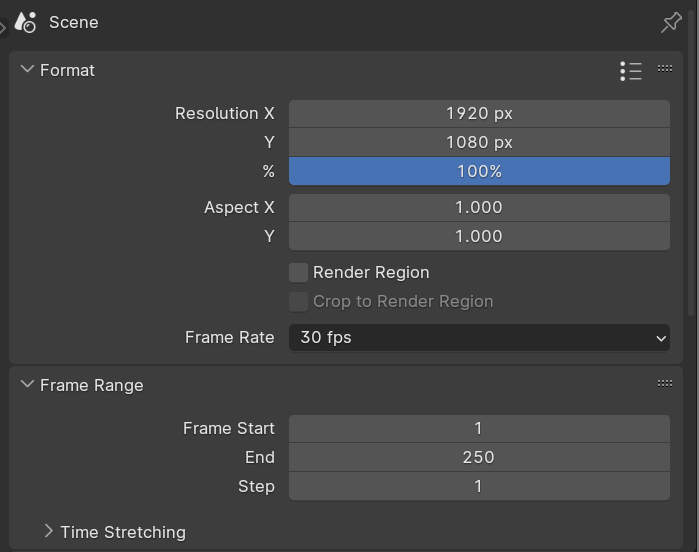 Scene
Format
Resolution X 1920 px
Y 1080 px
% 100%
Aspect X 1.000
Y 1.000
Render Region
Crop to Render Region
Frame Rate 30 fps
Frame Range
Frame Start 1
End 250
Step 1
Time Stretching